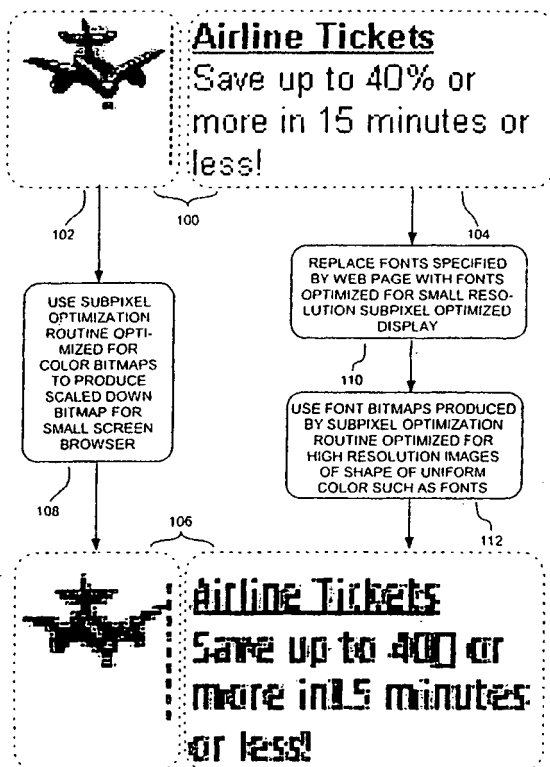 Airline Tickets
Save up to 40% or
more in 15 minutes or
less!
102
100
104
USE SUBPIXEL
OPTIMIZATION
ROUTINE OPTI-
MIZED FOR
COLOR BITMAPS
TO PRODUCE
SCALED DOWN
BITMAP FOR
SMALL SCREEN
BROWSER
108
REPLACE FONTS SPECIFIED
BY WEB PAGE WITH FONTS
OPTIMIZED FOR SMALL RESO-
LUTION SUBPIXEL OPTIMIZED
DISPLAY
110
USE FONT BITMAPS PRODUCED
BY SUBPIXEL OPTIMIZATION
ROUTINE OPTIMIZED FOR
HIGH RESOLUTION IMAGES
OF SHAPE OF UNIFORM
COLOR SUCH AS FONTS
112
106
Airline Tickets
Save up to 40 or
more in 15 minutes
or less!